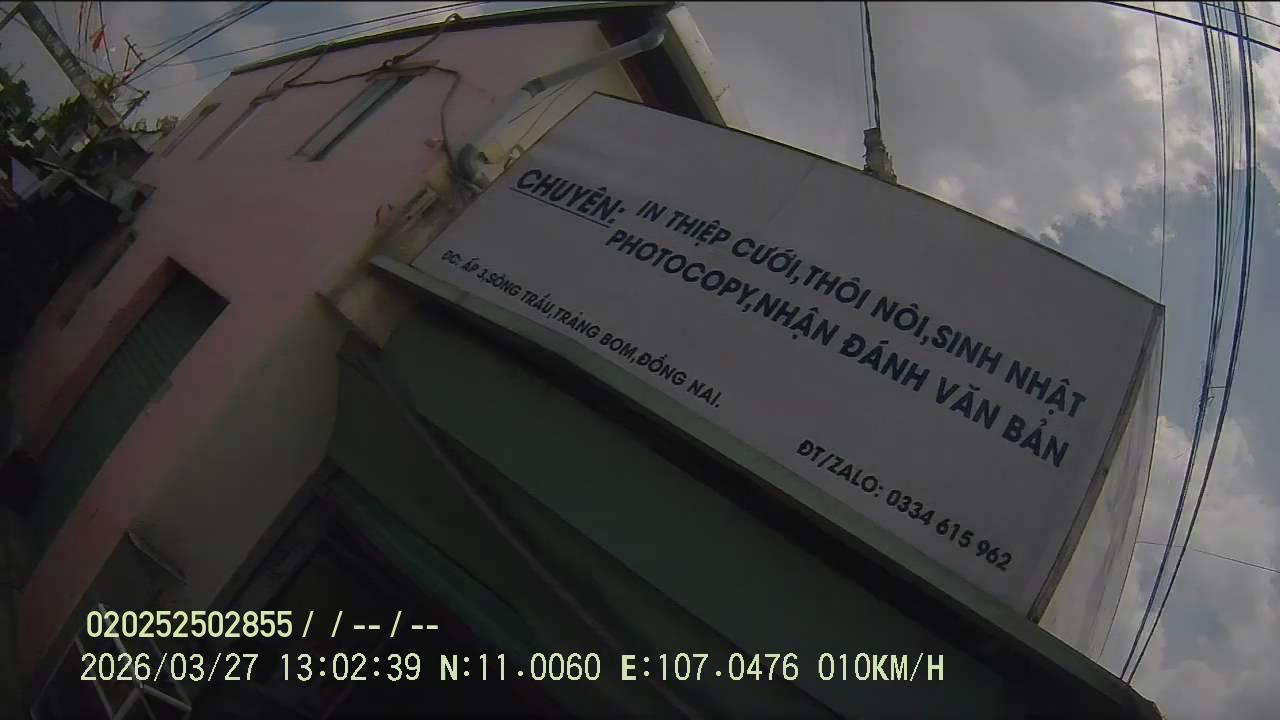 CHUYÊN: IN THIỆP CƯỚI,THÔI NÔI,SINH NHẬT
PHOTOCOPY,NHẬN ĐÁNH VĂN BẢN
ĐC: ẤP 3,SÔNG TRẦU,TRẢNG BOM,ĐỒNG NAI.
ĐT/ZALO: 0334 615 962
020252502855 / / -- / --
2026/03/27 13:02:39 N:11.0060 E:107.0476 010KM/H